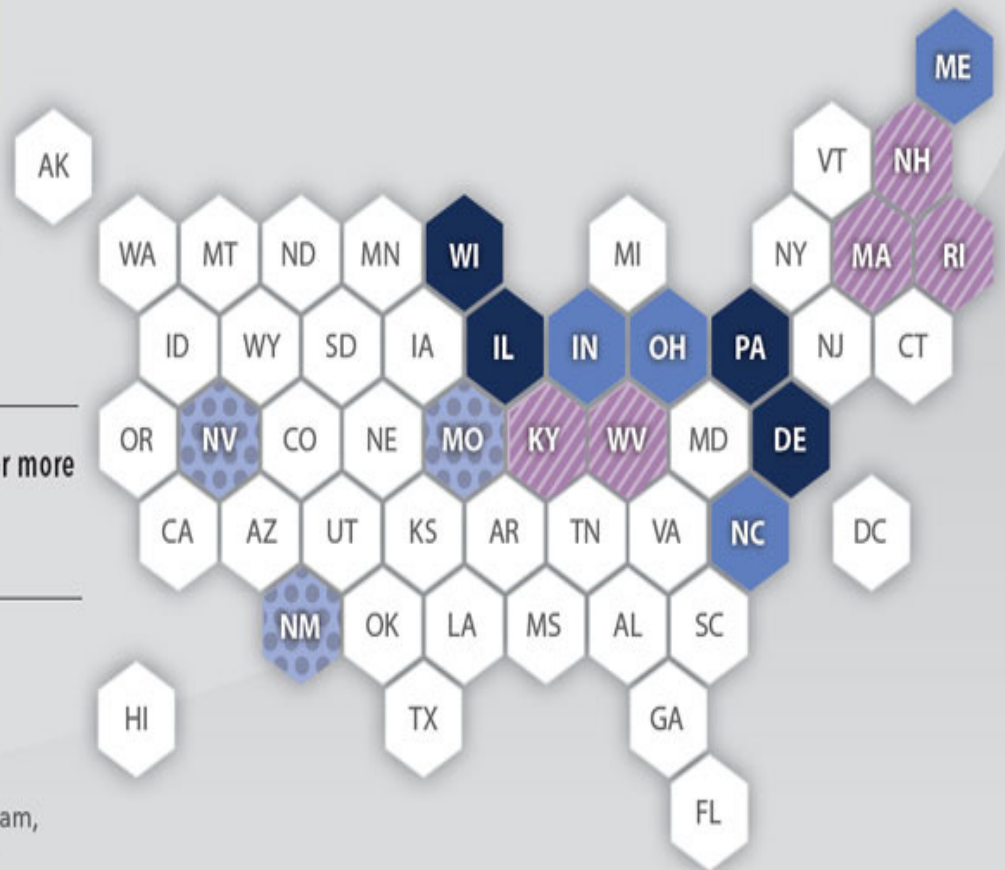 ME
AK VT NH
WA MT ND MN WI MI NY MA RI
ID WY SD IA IL IN OH PA NJ CT
OR NV CO NE MO KY WV MD DE
r more
CA AZ UT KS AR TN VA NC DC
NM OK LA MS AL SC
HI TX GA
FL
am,